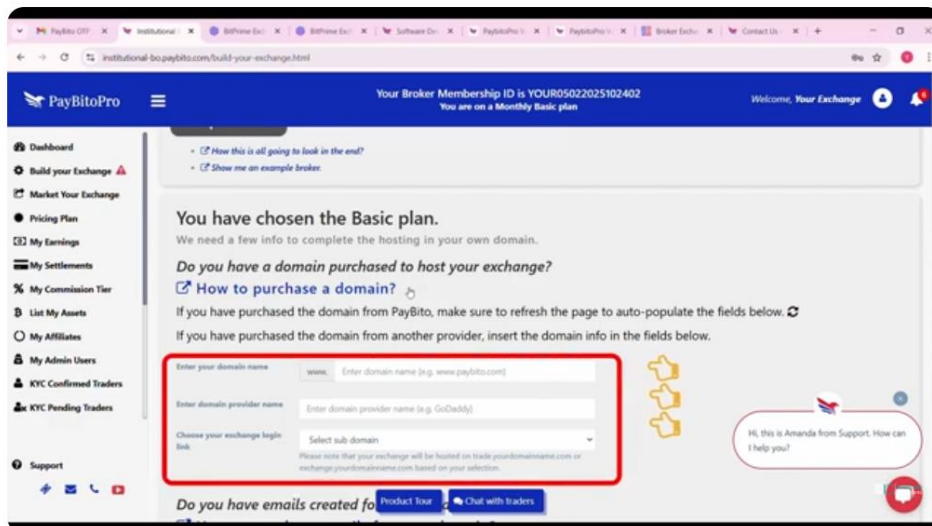 PayBito OTP
Institutional
BitPrime Exc
BitPrime Exc
Software De
PaybitoPro V
PaybitoPro V
Broker Excha
Contact Us
institutional-bo.paybito.com/build-your-exchange.html
PayBitoPro
Your Broker Membership ID is YOUR05022025102402
You are on a Monthly Basic plan
Welcome, Your Exchange
6
Dashboard
Build your Exchange
Market Your Exchange
Pricing Plan
My Earnings
My Settlements
My Commission Tier
List My Assets
My Affiliates
My Admin Users
KYC Confirmed Traders
KYC Pending Traders
Support
How this is all going to look in the end?
Show me an example broker.
You have chosen the Basic plan.
We need a few info to complete the hosting in your own domain.
Do you have a domain purchased to host your exchange?
How to purchase a domain?
If you have purchased the domain from PayBito, make sure to refresh the page to auto-populate the fields below.
If you have purchased the domain from another provider, insert the domain info in the fields below.
Enter your domain name
www. Enter domain name (e.g. www.paybito.com)
Enter domain provider name
Enter domain provider name (e.g. GoDaddy)
Choose your exchange login link
Select sub domain
Please note that your exchange will be hosted on trade.yourdomainname.com or
exchange.yourdomainname.com based on your selection.
Do you have emails created fo
Product Tour
Chat with traders
Hi, this is Amanda from Support. How can
I help you?